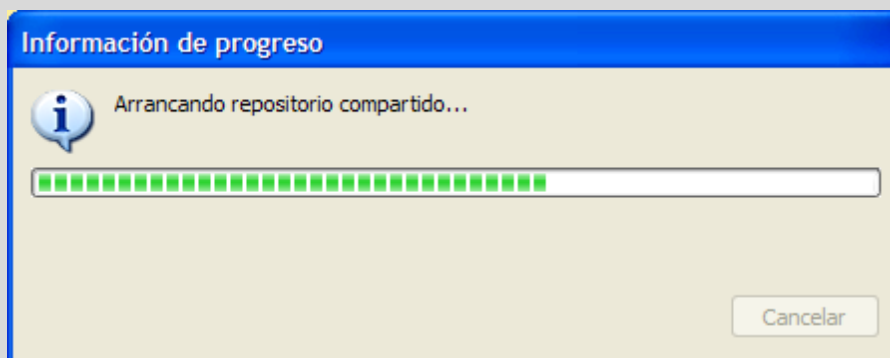 Información de progreso
Arrancando repositorio compartido...
Cancelar